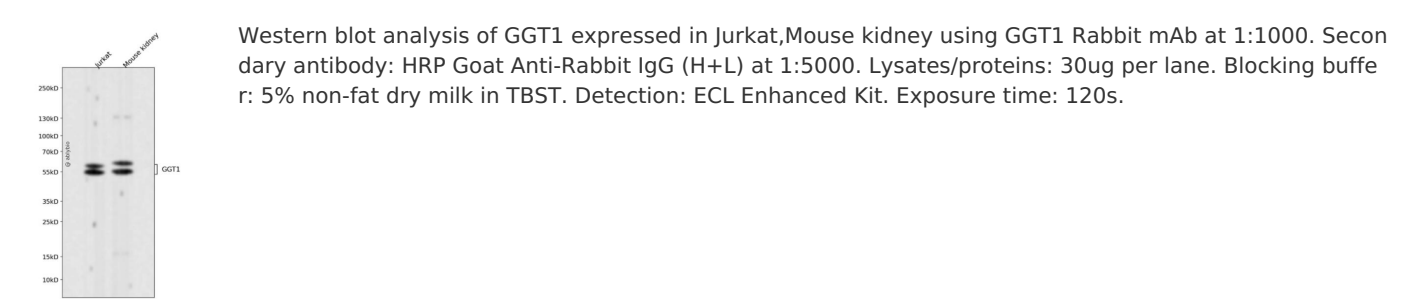 Jurkat
Mouse kidney
Western blot analysis of GGT1 expressed in Jurkat,Mouse kidney using GGT1 Rabbit mAb at 1:1000. Secon
dary antibody: HRP Goat Anti-Rabbit IgG (H+L) at 1:5000. Lysates/proteins: 30ug per lane. Blocking buffe
r: 5% non-fat dry milk in TBST. Detection: ECL Enhanced Kit. Exposure time: 120s.
250kD
130kD
100kD
70kD
55kD
GGT1
35kD
25kD
15kD
10kD